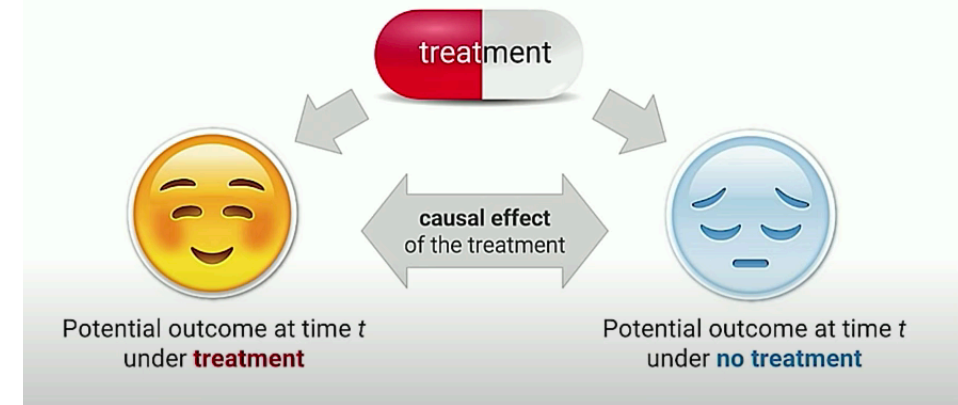 treatment
causal effect
of the treatment
Potential outcome at time t
under treatment
Potential outcome at time t
under no treatment